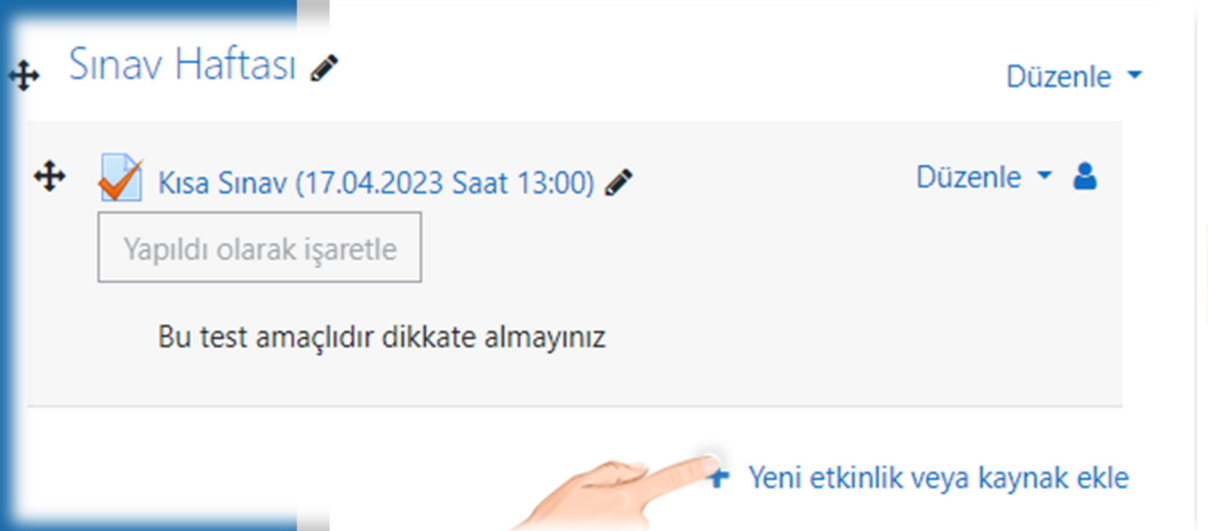 Sınav Haftası
Düzenle
Kısa Sınav (17.04.2023 Saat 13:00)
Düzenle
Yapıldı olarak işaretle
Bu test amaçlıdır dikkate almayınız
+ Yeni etkinlik veya kaynak ekle